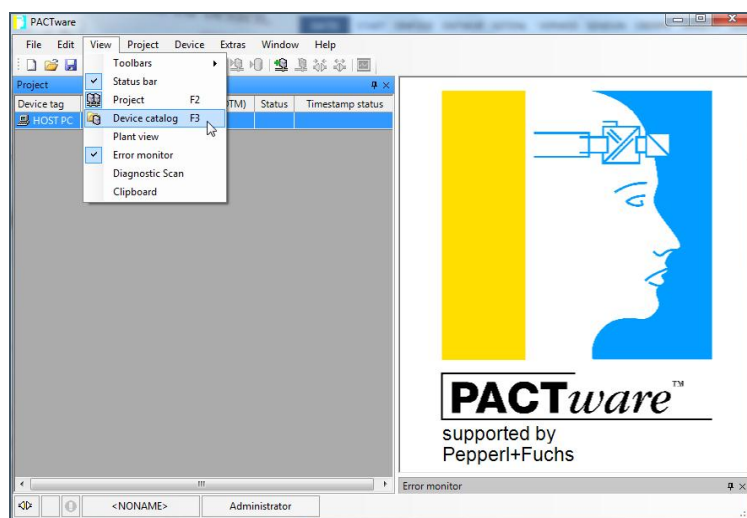 PACTware
File Edit View Project Device Extras Window Help
Project
Toolbars
Status bar
Project F2
Device catalog F3
Plant view
Error monitor
Diagnostic Scan
Clipboard
Device tag TM) Status Timestamp status
HOST PC
PACTware™
supported by
Pepperl+Fuchs
Error monitor
<NONAME> Administrator